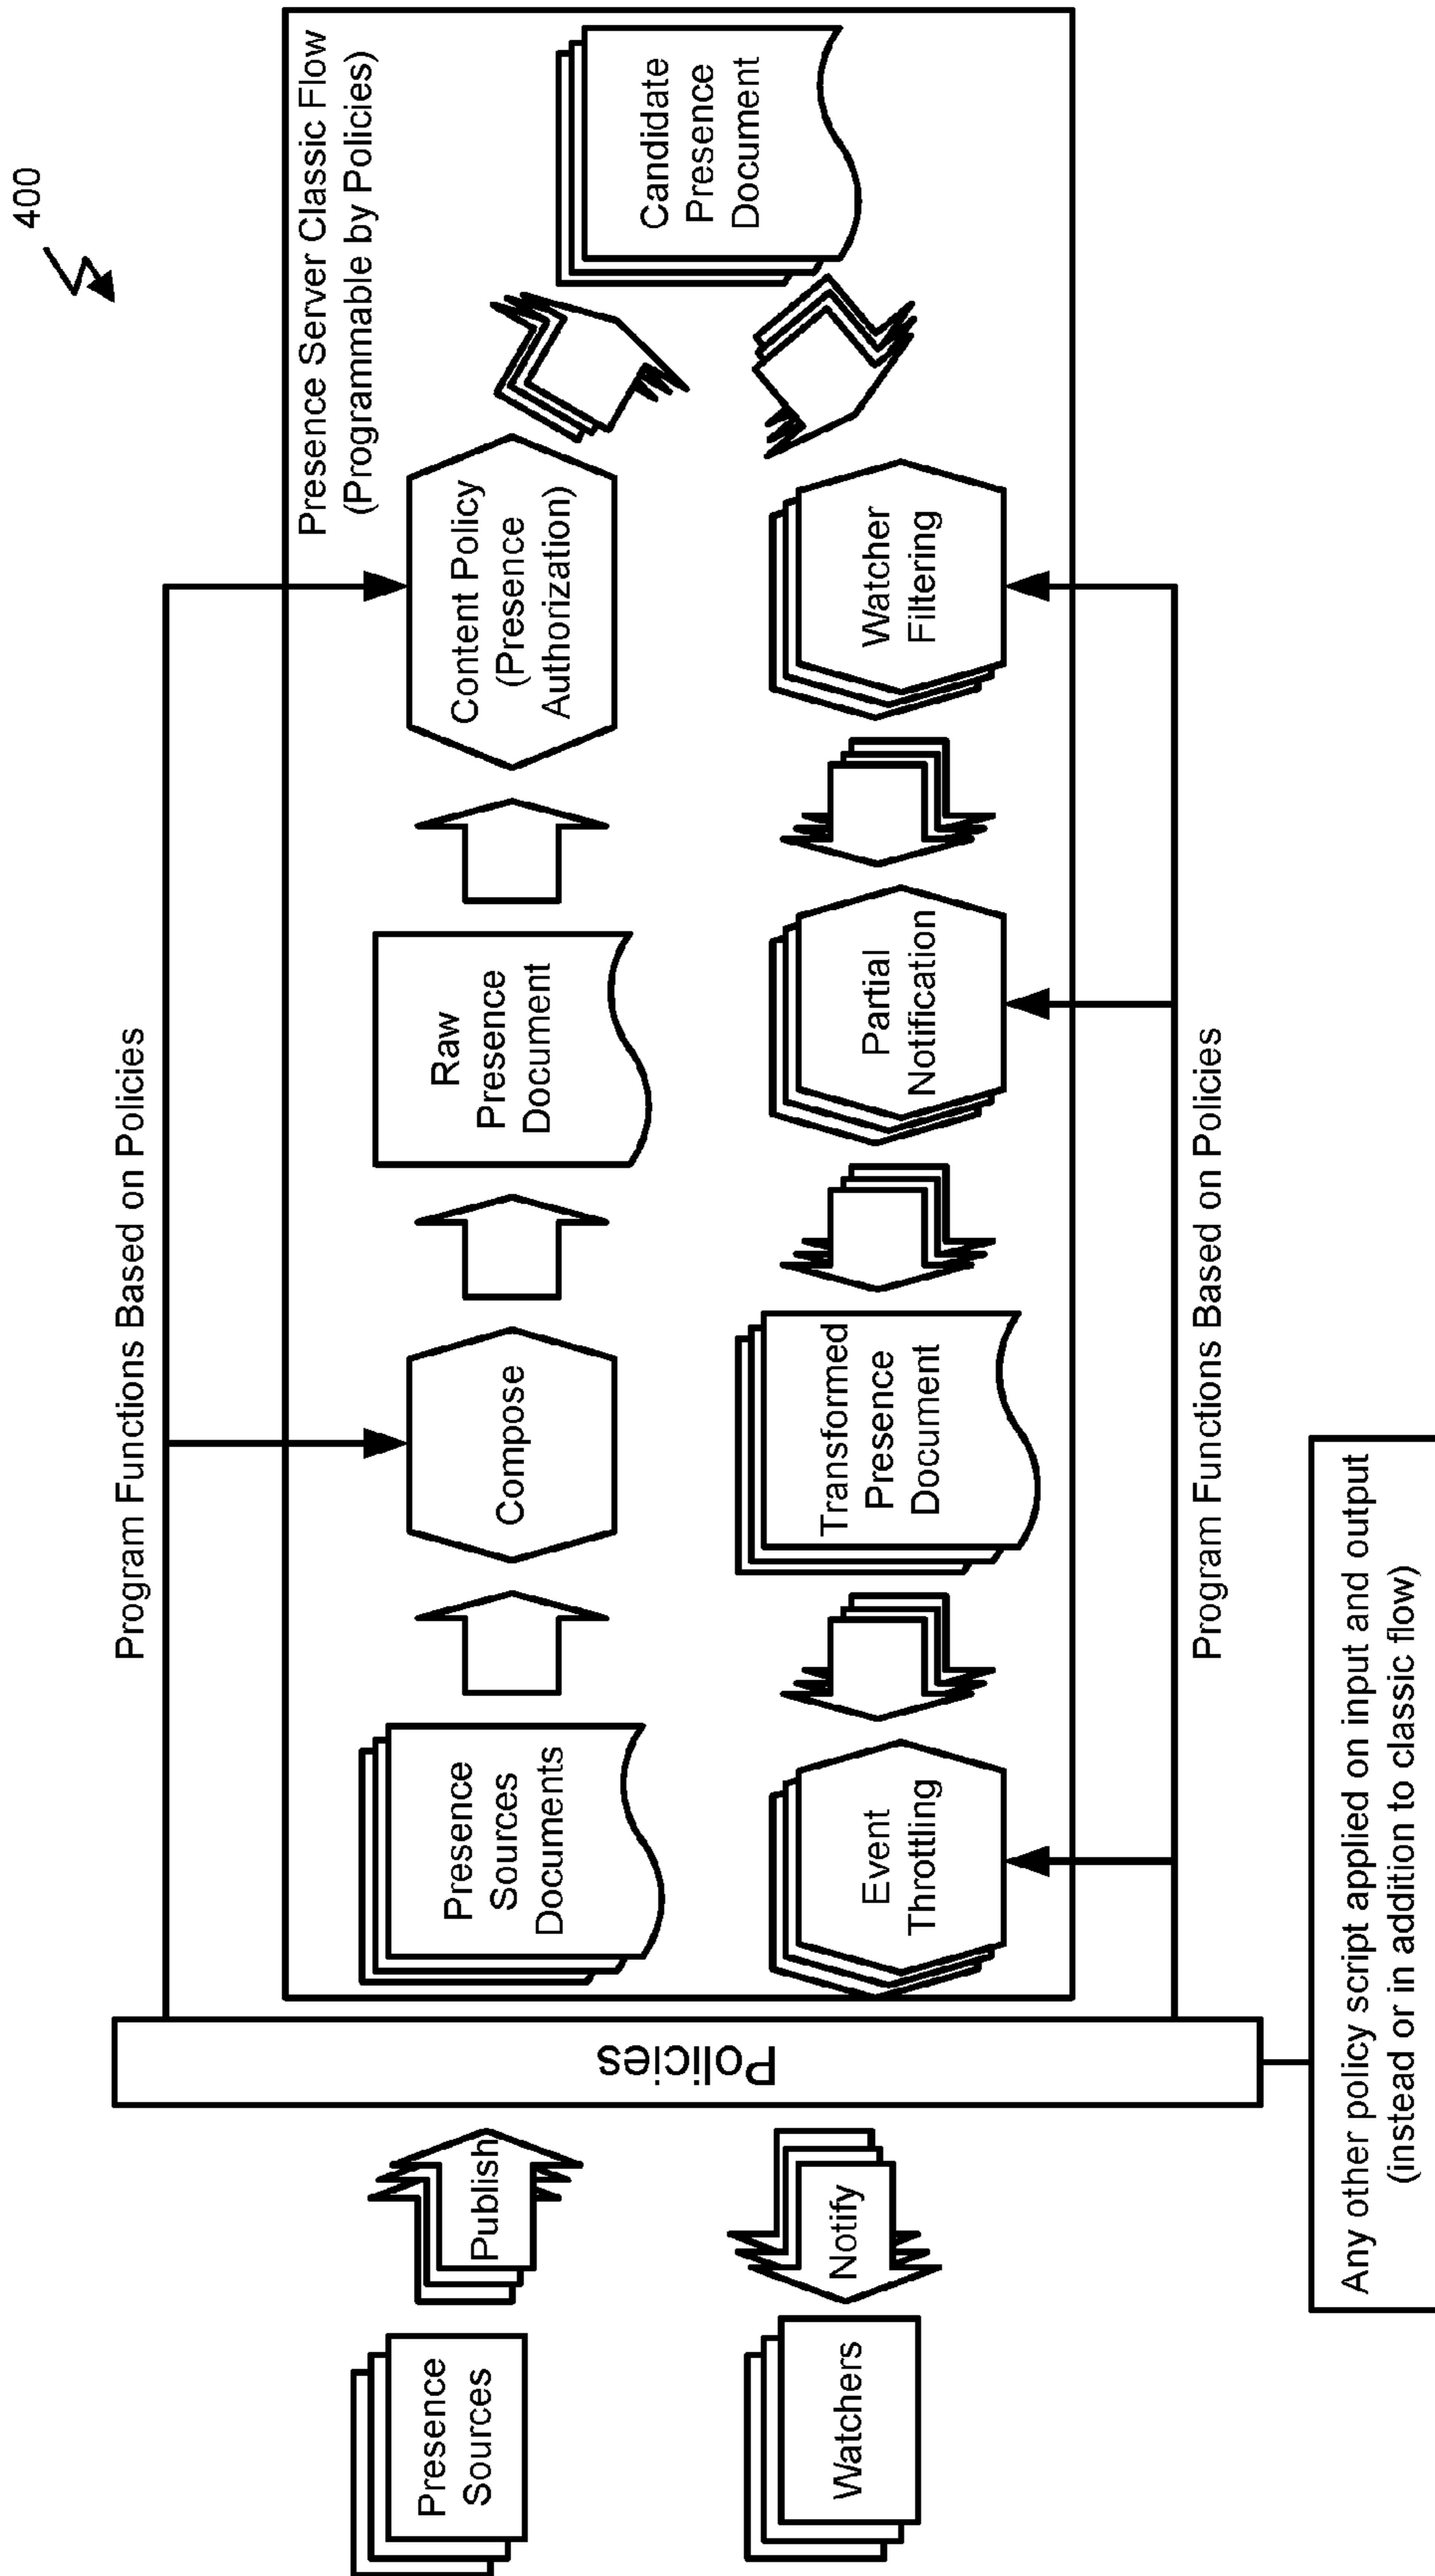 400
Program Functions Based on Policies
Presence Server Classic Flow
(Programmable by Policies)
Presence
Sources
Publish
Policies
Presence
Sources
Documents
Compose
Raw
Presence
Document
Content Policy
(Presence
Authorization)
Candidate
Presence
Document
Watcher
Filtering
Partial
Notification
Transformed
Presence
Document
Event
Throttling
Notify
Watchers
Program Functions Based on Policies
Any other policy script applied on input and output
(instead or in addition to classic flow)